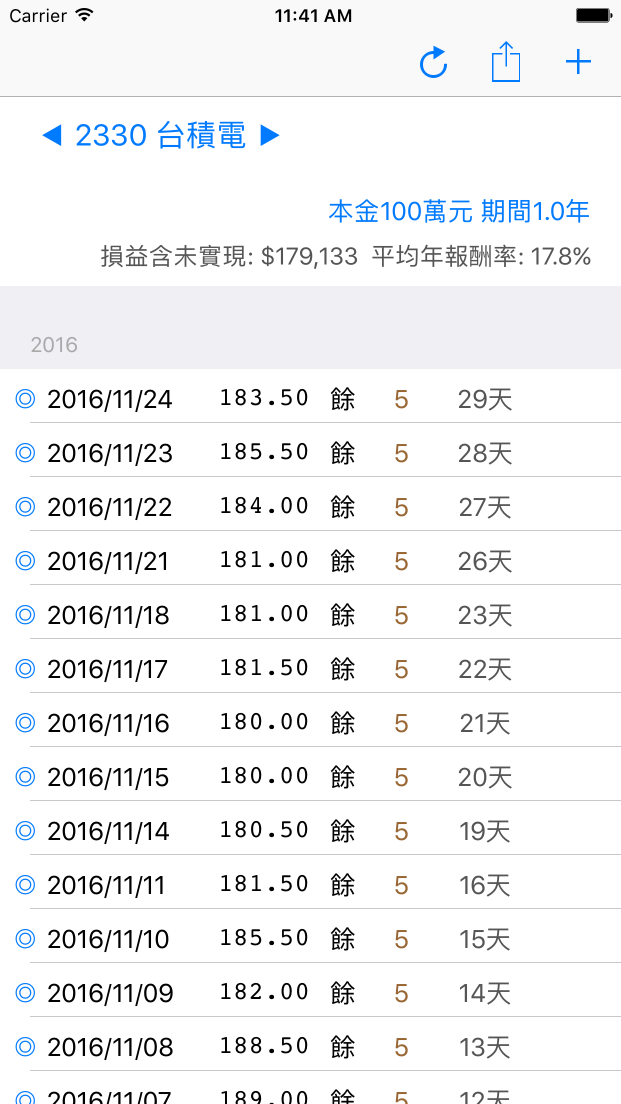 Carrier 11:41 AM
◀ 2330 台積電 ▶
本金100萬元 期間1.0年
損益含未實現: $179,133 平均年報酬率: 17.8%
2016
◎ 2016/11/24 183.50 餘 5 29天
◎ 2016/11/23 185.50 餘 5 28天
◎ 2016/11/22 184.00 餘 5 27天
◎ 2016/11/21 181.00 餘 5 26天
◎ 2016/11/18 181.00 餘 5 23天
◎ 2016/11/17 181.50 餘 5 22天
◎ 2016/11/16 180.00 餘 5 21天
◎ 2016/11/15 180.00 餘 5 20天
◎ 2016/11/14 180.50 餘 5 19天
◎ 2016/11/11 181.50 餘 5 16天
◎ 2016/11/10 185.50 餘 5 15天
◎ 2016/11/09 182.00 餘 5 14天
◎ 2016/11/08 188.50 餘 5 13天
◎ 2016/11/07 189.00 餘 5 12天